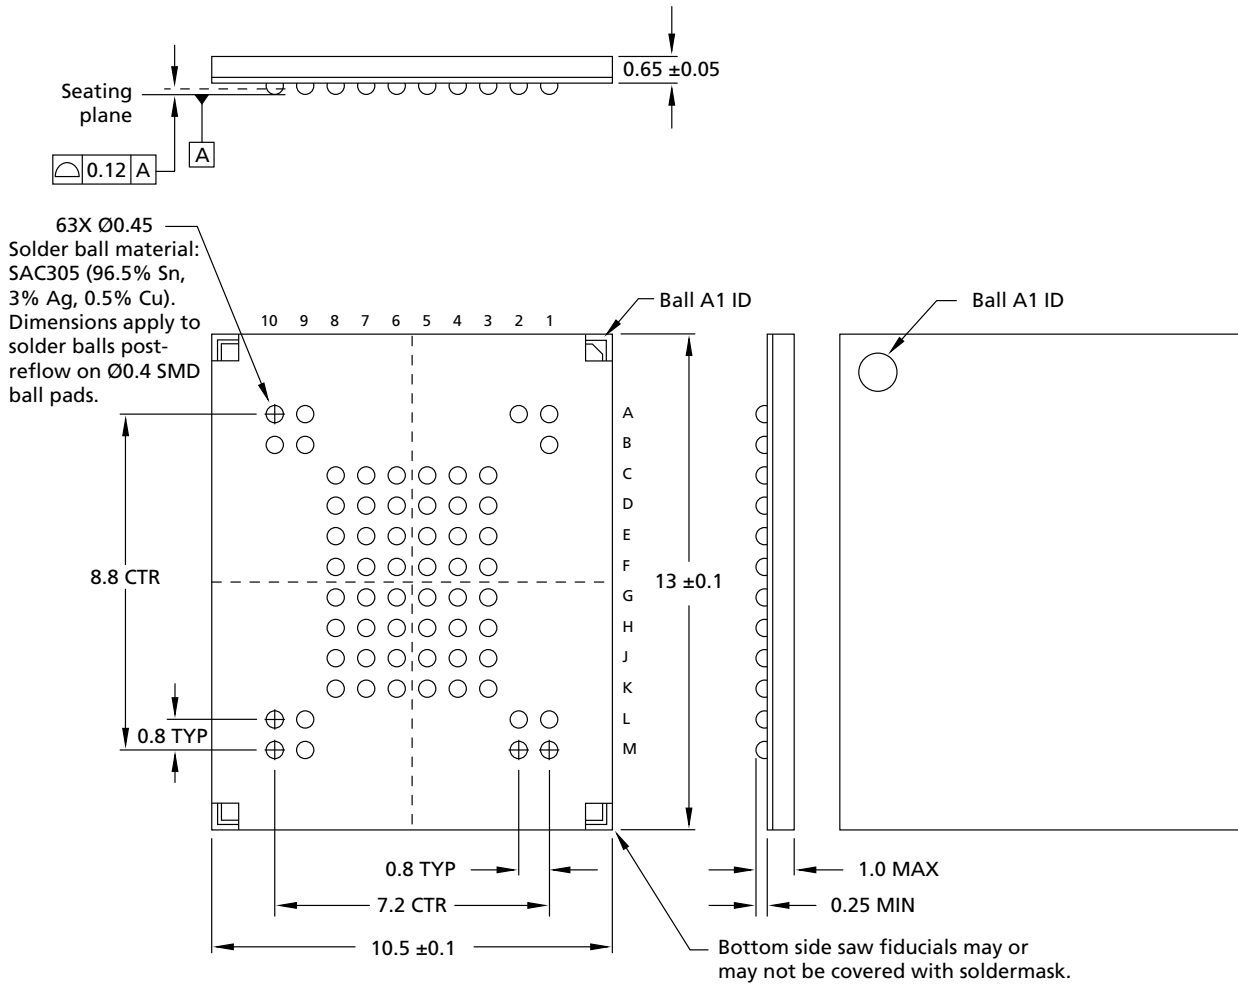 0.65 ±0.05
Seating
plane
A
0.12 A
63X Ø0.45
Solder ball material:
SAC305 (96.5% Sn,
3% Ag, 0.5% Cu).
Dimensions apply to
solder balls post-
reflow on Ø0.4 SMD
ball pads.
Ball A1 ID
Ball A1 ID
10 9 8 7 6 5 4 3 2 1
A
B
C
D
E
F
G
H
J
K
L
M
8.8 CTR
13 ±0.1
0.8 TYP
0.8 TYP
1.0 MAX
7.2 CTR
0.25 MIN
10.5 ±0.1
Bottom side saw fiducials may or
may not be covered with soldermask.